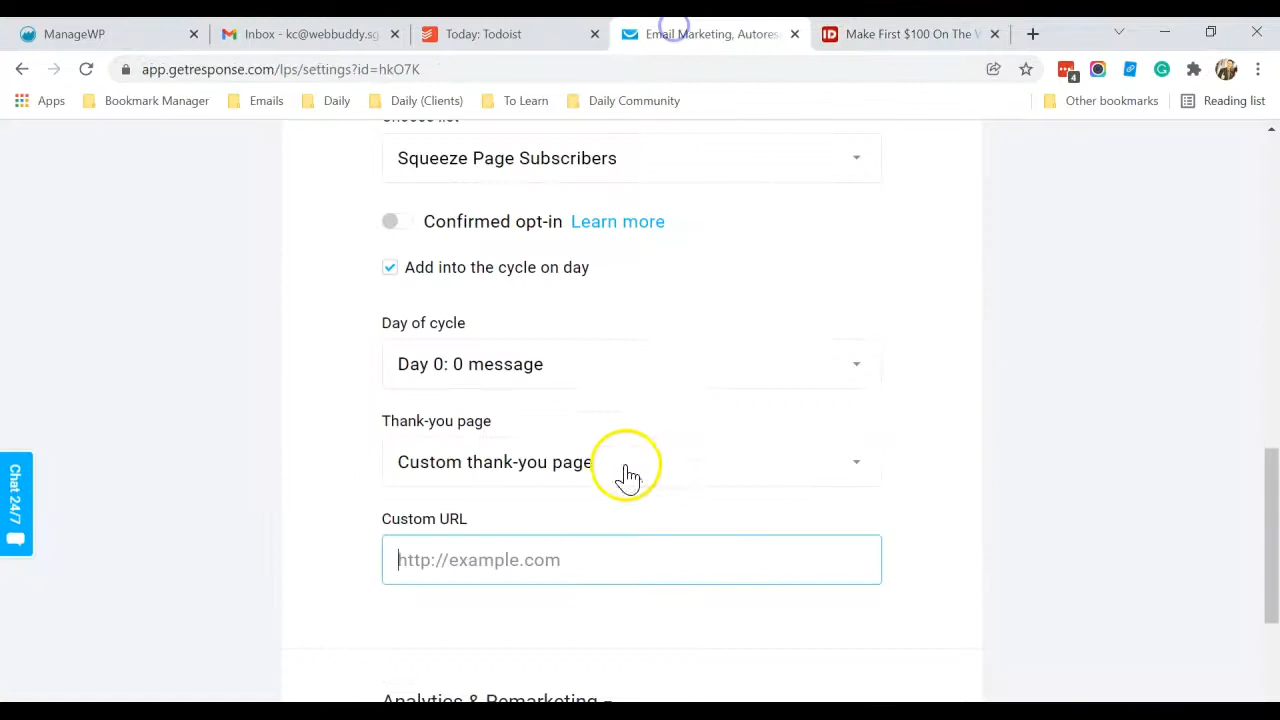 ManageWP
Inbox - kc@webbuddy.sg
Today: Todoist
Email Marketing, Autores
Make First $100 On The W
app.getresponse.com/lps/settings?id=hkO7K
4
Apps
Bookmark Manager
Emails
Daily
Daily (Clients)
To Learn
Daily Community
Other bookmarks
Reading list
Choose list
Squeeze Page Subscribers
Confirmed opt-in Learn more
Add into the cycle on day
Day of cycle
Day 0: 0 message
Thank-you page
Custom thank-you page
Custom URL
http://example.com
Analytics & Remarketing
Chat 24/7